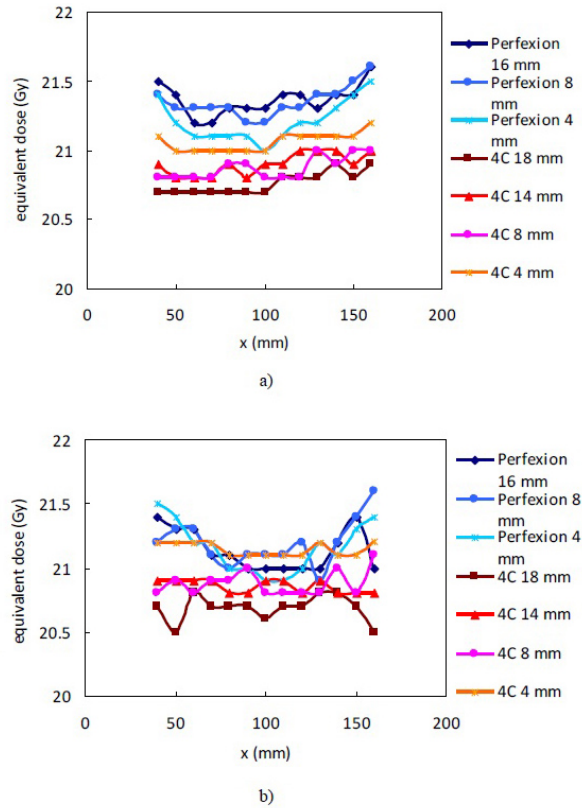 22
21.5
21
20.5
20
equivalent dose (Gy)
0
50
100
150
200
x (mm)
Perfexion
16 mm
Perfexion 8
mm
Perfexion 4
mm
4C 18 mm
4C 14 mm
4C 8 mm
4C 4 mm
a)
22
21.5
21
20.5
20
equivalent dose (Gy)
0
50
100
150
200
x (mm)
Perfexion
16 mm
Perfexion 8
mm
Perfexion 4
mm
4C 18 mm
4C 14 mm
4C 8 mm
4C 4 mm
b)